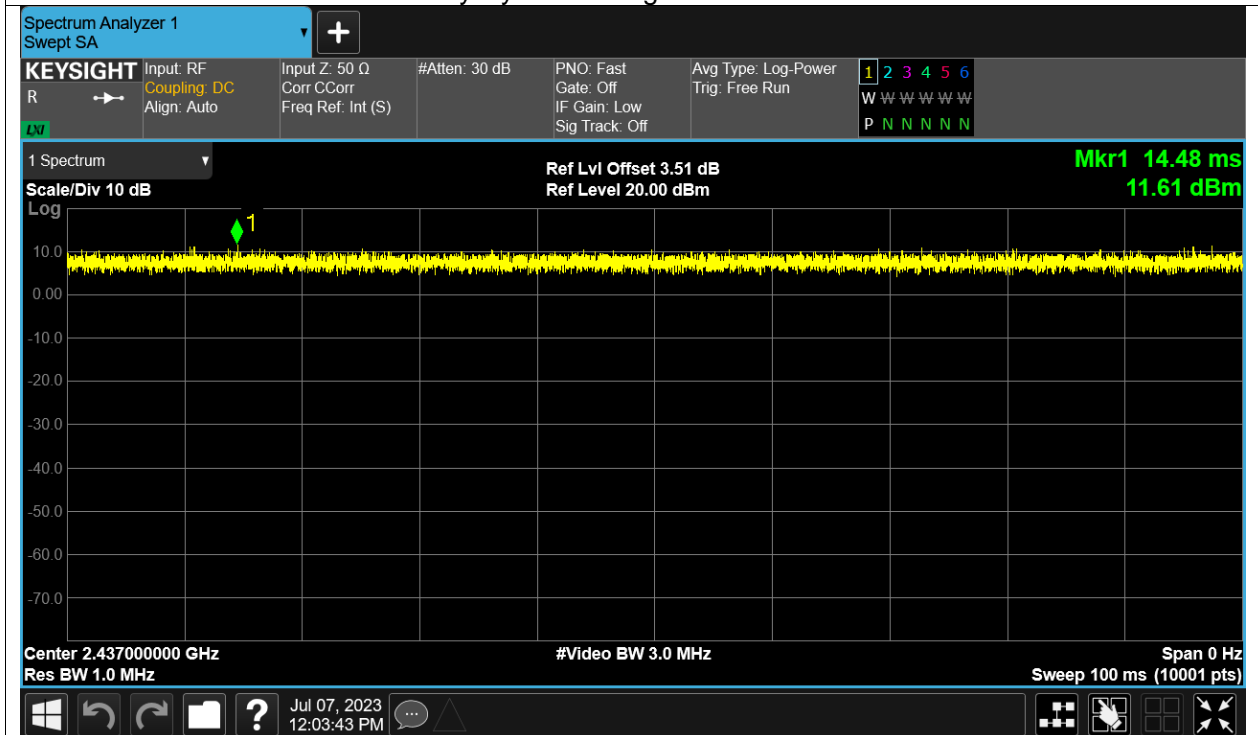 Spectrum Analyzer 1
Swept SA
+
KEYSIGHT
R
LXI
Input: RF
Coupling: DC
Align: Auto
Input Z: 50 Ω
Corr CCorr
Freq Ref: Int (S)
#Atten: 30 dB
PNO: Fast
Gate: Off
IF Gain: Low
Sig Track: Off
Avg Type: Log-Power
Trig: Free Run
1 2 3 4 5 6
W W W W W W
P N N N N N
1 Spectrum
Scale/Div 10 dB
Log
Ref Lvl Offset 3.51 dB
Ref Level 20.00 dBm
Mkr1 14.48 ms
11.61 dBm
1
10.0
0.00
-10.0
-20.0
-30.0
-40.0
-50.0
-60.0
-70.0
Center 2.437000000 GHz
Res BW 1.0 MHz
#Video BW 3.0 MHz
Span 0 Hz
Sweep 100 ms (10001 pts)
?
Jul 07, 2023
12:03:43 PM